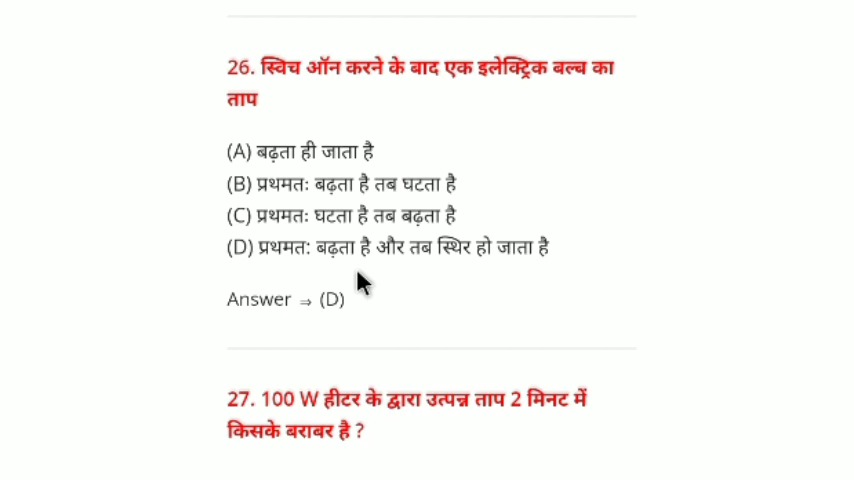 26. स्विच ऑन करने के बाद एक इलेक्ट्रिक बल्ब का
ताप
(A) बढ़ता ही जाता है
(B) प्रथमतः बढ़ता है तब घटता है
(C) प्रथमतः घटता है तब बढ़ता है
(D) प्रथमत: बढ़ता है और तब स्थिर हो जाता है
Answer ⇒ (D)
27. 100 W हीटर के द्वारा उत्पन्न ताप 2 मिनट में
किसके बराबर है ?